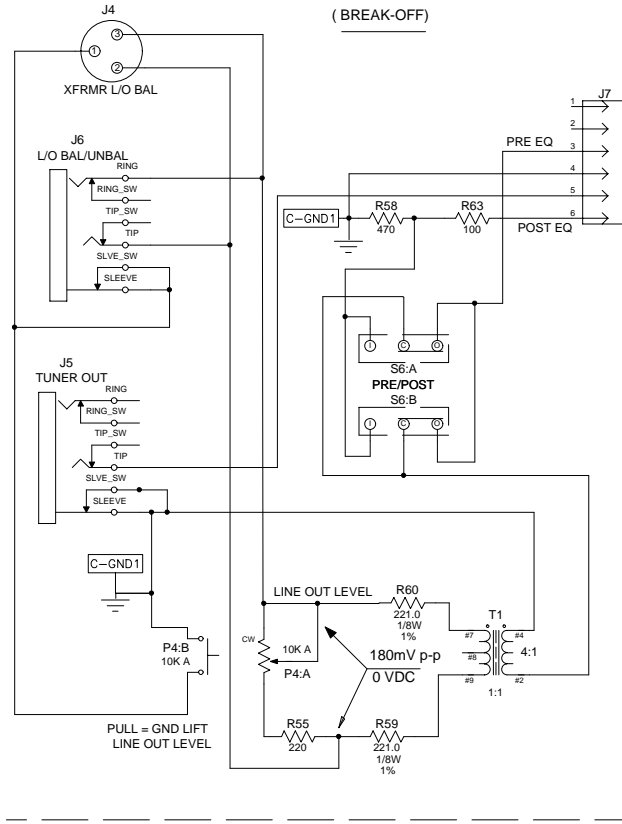 ( BREAK-OFF)
J4
3
1
2
XFRMR L/O BAL
J7
1
2
3
4
5
6
PRE EQ
POST EQ
J6
L/O BAL/UNBAL
RING
RING_SW
TIP_SW
TIP
SLVE_SW
SLEEVE
C-GND1
R58
470
R63
100
I
C
O
S6:A
PRE/POST
S6:B
I
C
O
J5
TUNER OUT
RING
RING_SW
TIP_SW
TIP
SLVE_SW
SLEEVE
C-GND1
P4:B
10K A
PULL = GND LIFT
LINE OUT LEVEL
LINE OUT LEVEL
CW
10K A
P4:A
R60
221.0
1/8W
1%
180mV p-p
0 VDC
T1
#7
#8
#9
#4
#2
4:1
1:1
R55
220
R59
221.0
1/8W
1%